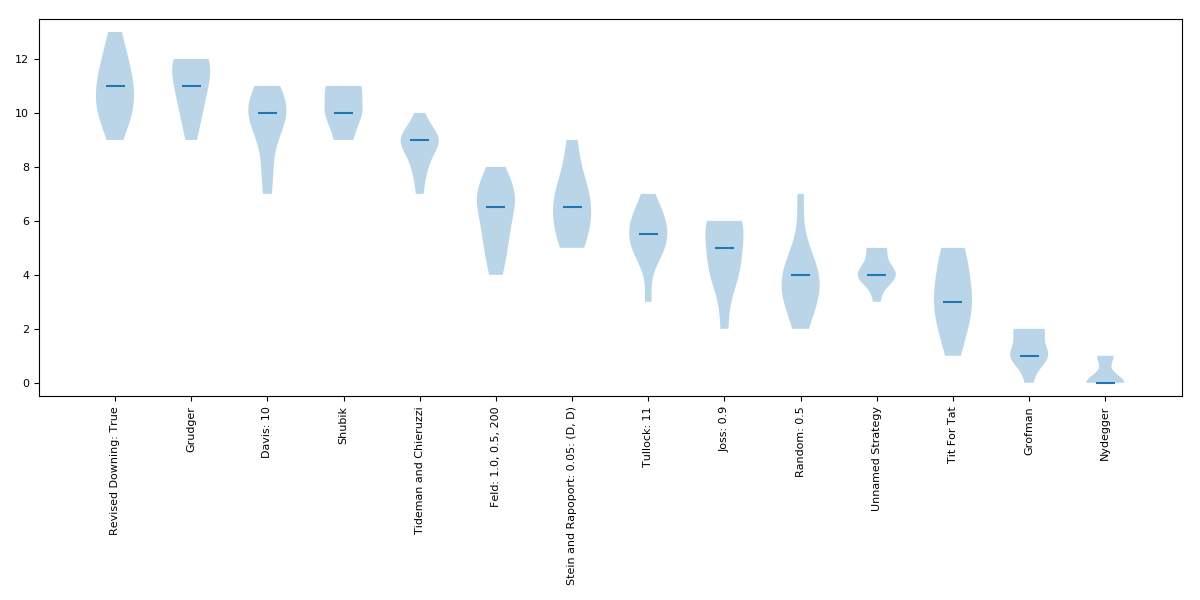 12
10
8
6
4
2
0
Revised Downing: True
Grudger
Davis: 10
Shubik
Tideman and Chieruzzi
Feld: 1.0, 0.5, 200
Stein and Rapoport: 0.05: (D, D)
Tullock: 11
Joss: 0.9
Random: 0.5
Unnamed Strategy
Tit For Tat
Grofman
Nydegger